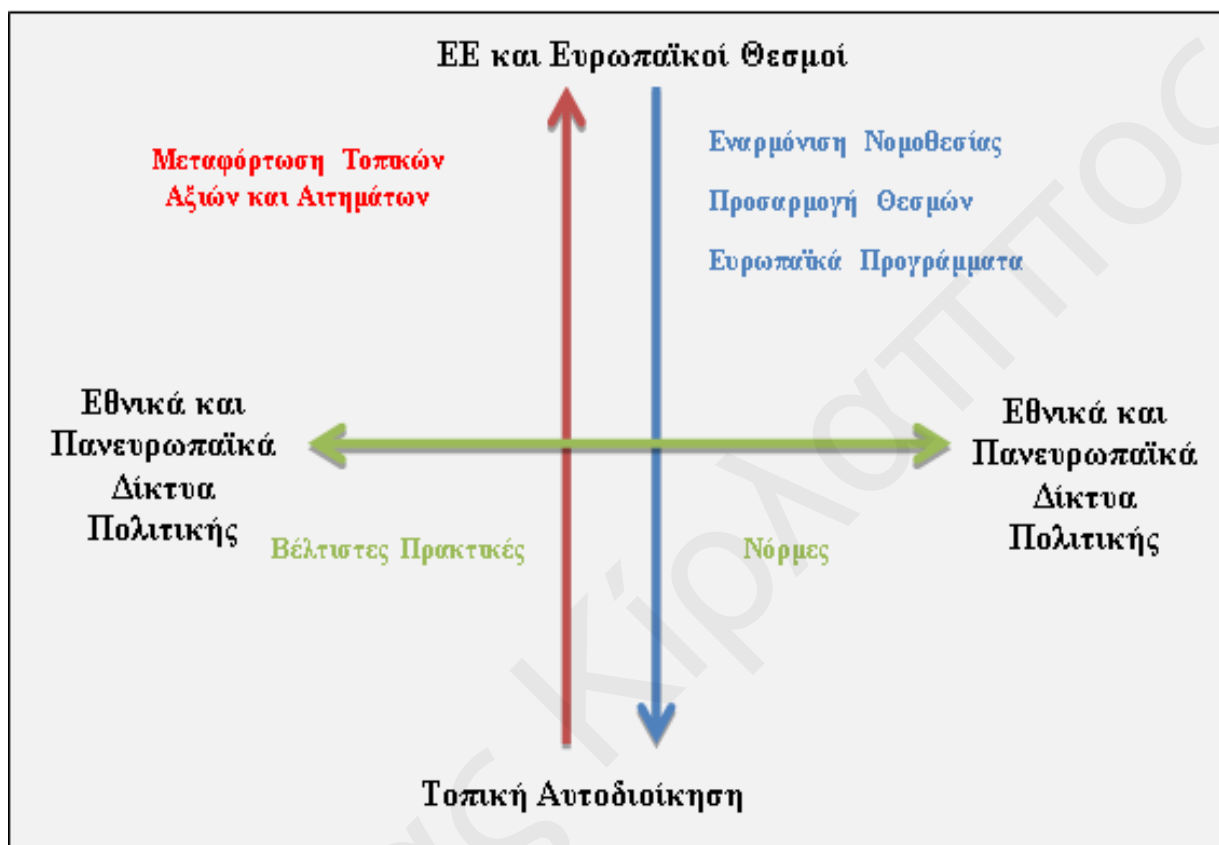 ΕΕ και Ευρωπαϊκοί Θεσμοί
Μεταφόρτωση Τοπικών
Αξιών και Αιτημάτων
Εναρμόνιση Νομοθεσίας
Προσαρμογή Θεσμών
Ευρωπαϊκά Προγράμματα
Εθνικά και
Πανευρωπαϊκά
Δίκτυα
Πολιτικής
Εθνικά και
Πανευρωπαϊκά
Δίκτυα
Πολιτικής
Βέλτιστες Πρακτικές
Νόρμες
Τοπική Αυτοδιοίκηση
ς Κίρλαππος